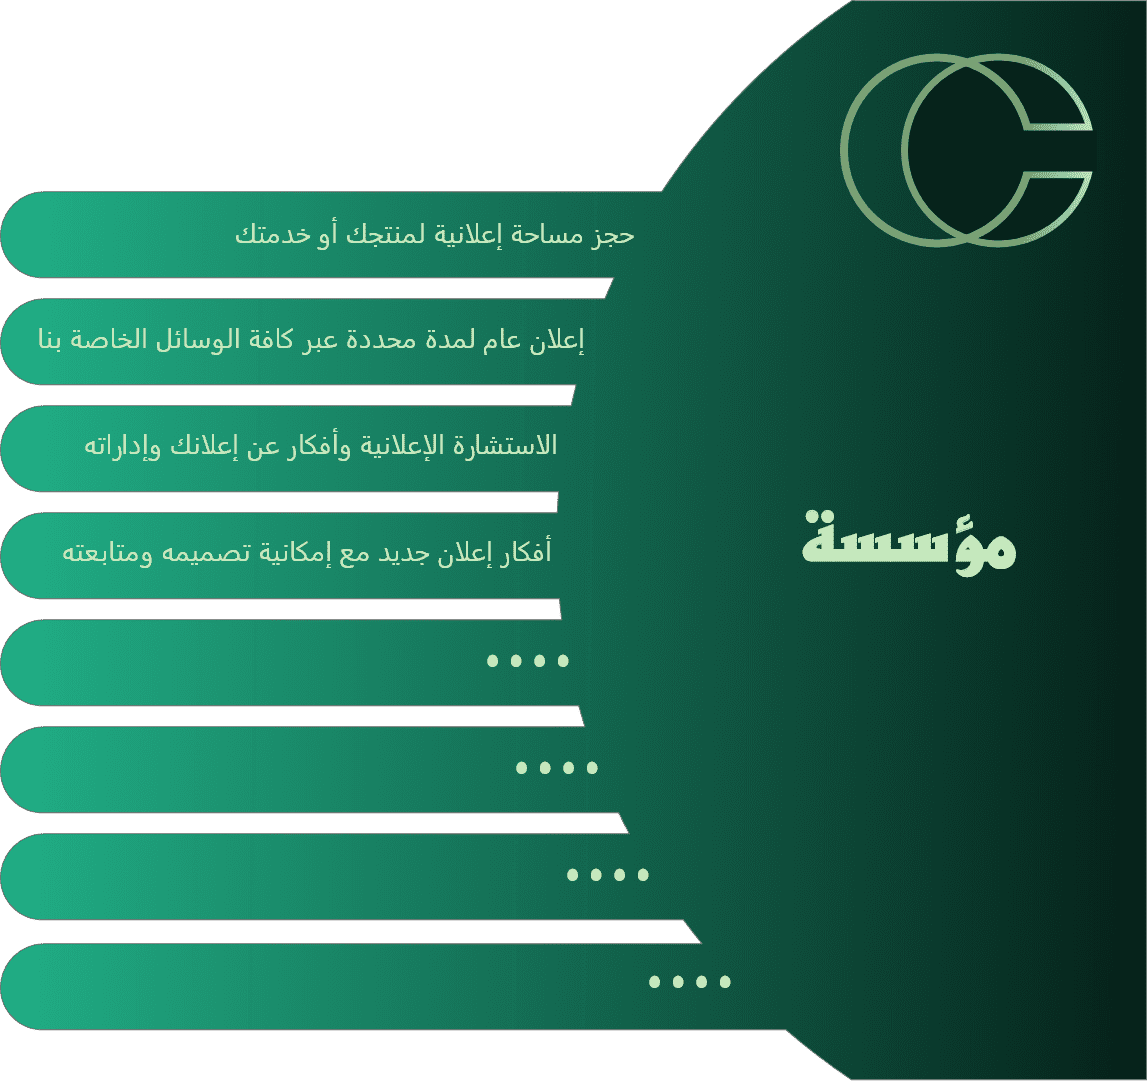 حجز مساحة إعلانية لمنتجك أو خدمتك
إعلان عام لمدة محددة عبر كافة الوسائل الخاصة بنا
الاستشارة الإعلانية وأفكار عن إعلانك وإداراته
أفكار إعلان جديد مع إمكانية تصميمه ومتابعته
مؤسسة
....
....
....
....